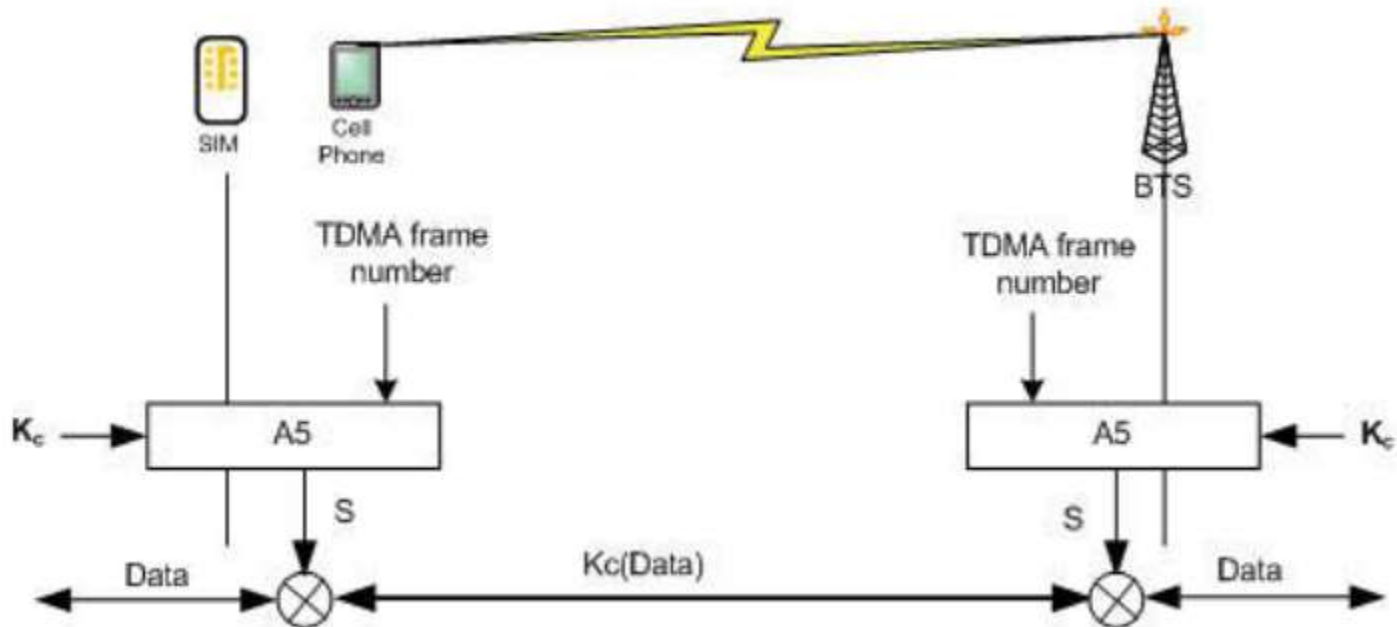 SIM
Cell
Phone
BTS
TDMA frame
number
TDMA frame
number
Kc
A5
A5
Kc
S
S
Data
Kc(Data)
Data